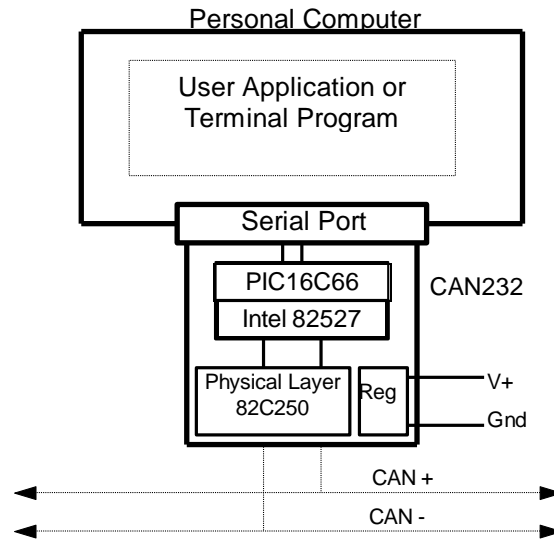 Personal Computer
User Application or
Terminal Program
Serial Port
PIC16C66
CAN232
Intel 82527
Physical Layer
82C250
Reg
V+
Gnd
CAN +
CAN -